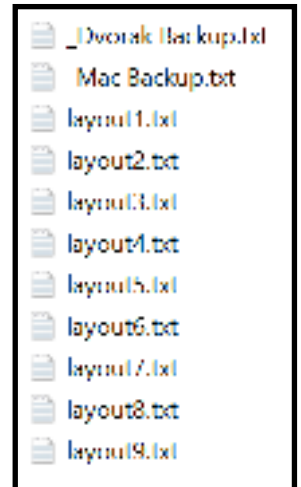 _Dvorak Backup.txt
_Mac Backup.txt
layout1.txt
layout2.txt
layout3.txt
layout4.txt
layout5.txt
layout6.txt
layout7.txt
layout8.txt
layout9.txt